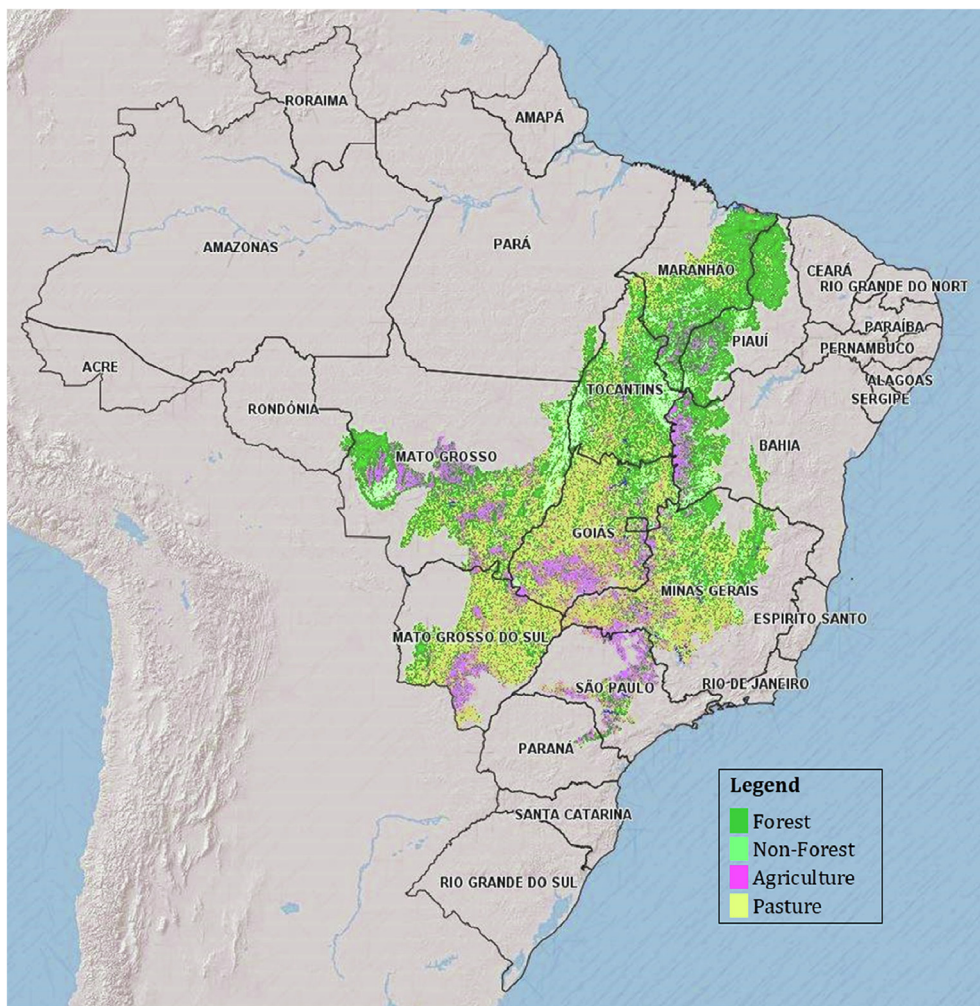 RORAIMA
AMAPÁ
AMAZONAS
PARÁ
MARANHÃO
CEARÁ
RIO GRANDE DO NORT
PARAÍBA
PIAUÍ
PERNAMBUCO
ACRE
TOCANTINS
ALAGOAS
SERGIPE
RONDÔNIA
MATO GROSSO
BAHIA
GOIÁS
MINAS GERAIS
ESPIRITO SANTO
MATO GROSSO DO SUL
SÃO PAULO
RIO DE JANEIRO
PARANÁ
SANTA CATARINA
RIO GRANDE DO SUL
Legend
Forest
Non-Forest
Agriculture
Pasture